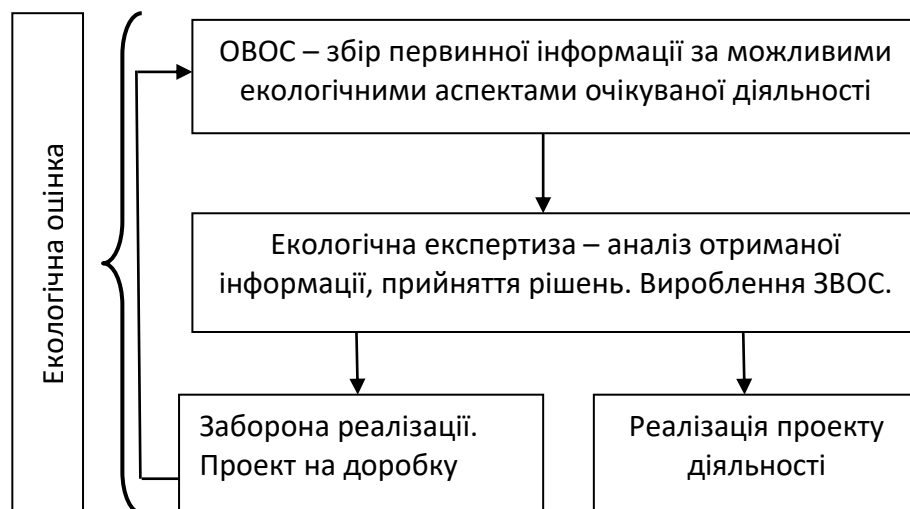 Екологічна оцінка
ОВОС – збір первинної інформації за можливими
екологічними аспектами очікуваної діяльності
Екологічна експертиза – аналіз отриманої
інформації, прийняття рішень. Вироблення ЗВОС.
Заборона реалізації.
Проект на доробку
Реалізація проекту
діяльності